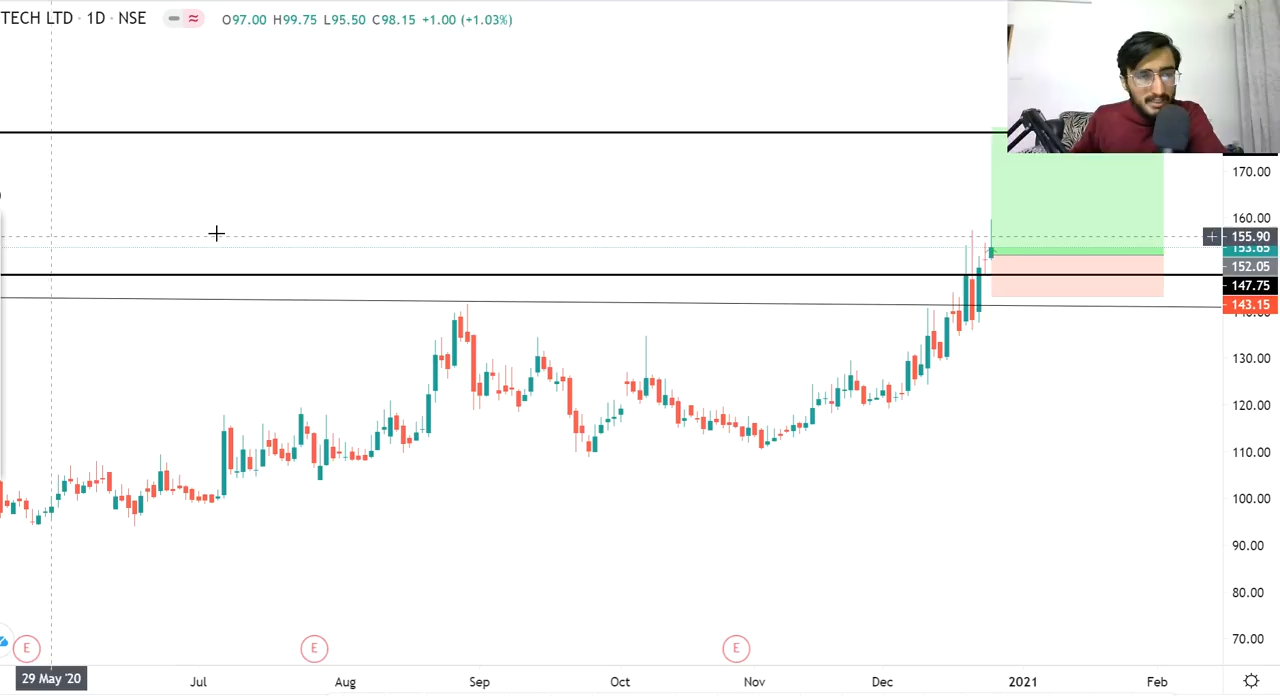 TECH LTD · 1D · NSE
O97.00 H99.75 L95.50 C98.15 +1.00 (+1.03%)
170.00
160.00
155.90
153.65
152.05
147.75
143.15
130.00
120.00
110.00
100.00
90.00
80.00
70.00
E
E
E
29 May '20
Jul
Aug
Sep
Oct
Nov
Dec
2021
Feb